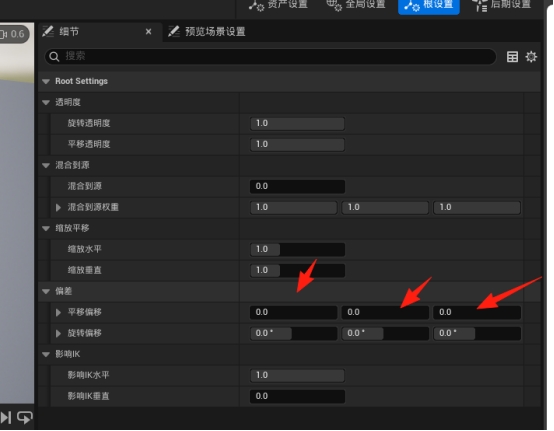 资产设置 全局设置 根设置 后期设置
0.6 细节 × 预览场景设置
搜索
Root Settings
透明度
旋转透明度 1.0
平移透明度 1.0
混合到源
混合到源 0.0
混合到源权重 1.0 1.0 1.0
缩放平移
缩放水平 1.0
缩放垂直 1.0
偏差
平移偏移 0.0 0.0 0.0
旋转偏移 0.0 ° 0.0 ° 0.0 °
影响IK
影响IK水平 1.0
影响IK垂直 0.0